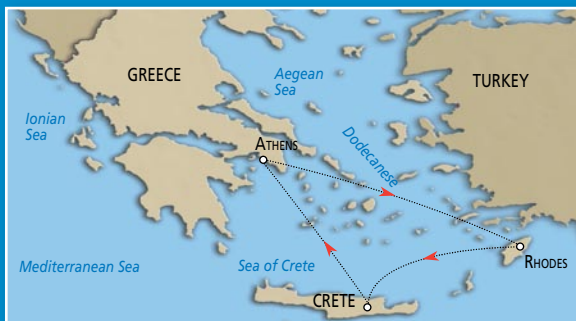 GREECE
Aegean
Sea
TURKEY
Ionian
Sea
ATHENS
Dodecanese
Mediterranean Sea
Sea of Crete
RHODES
CRETE